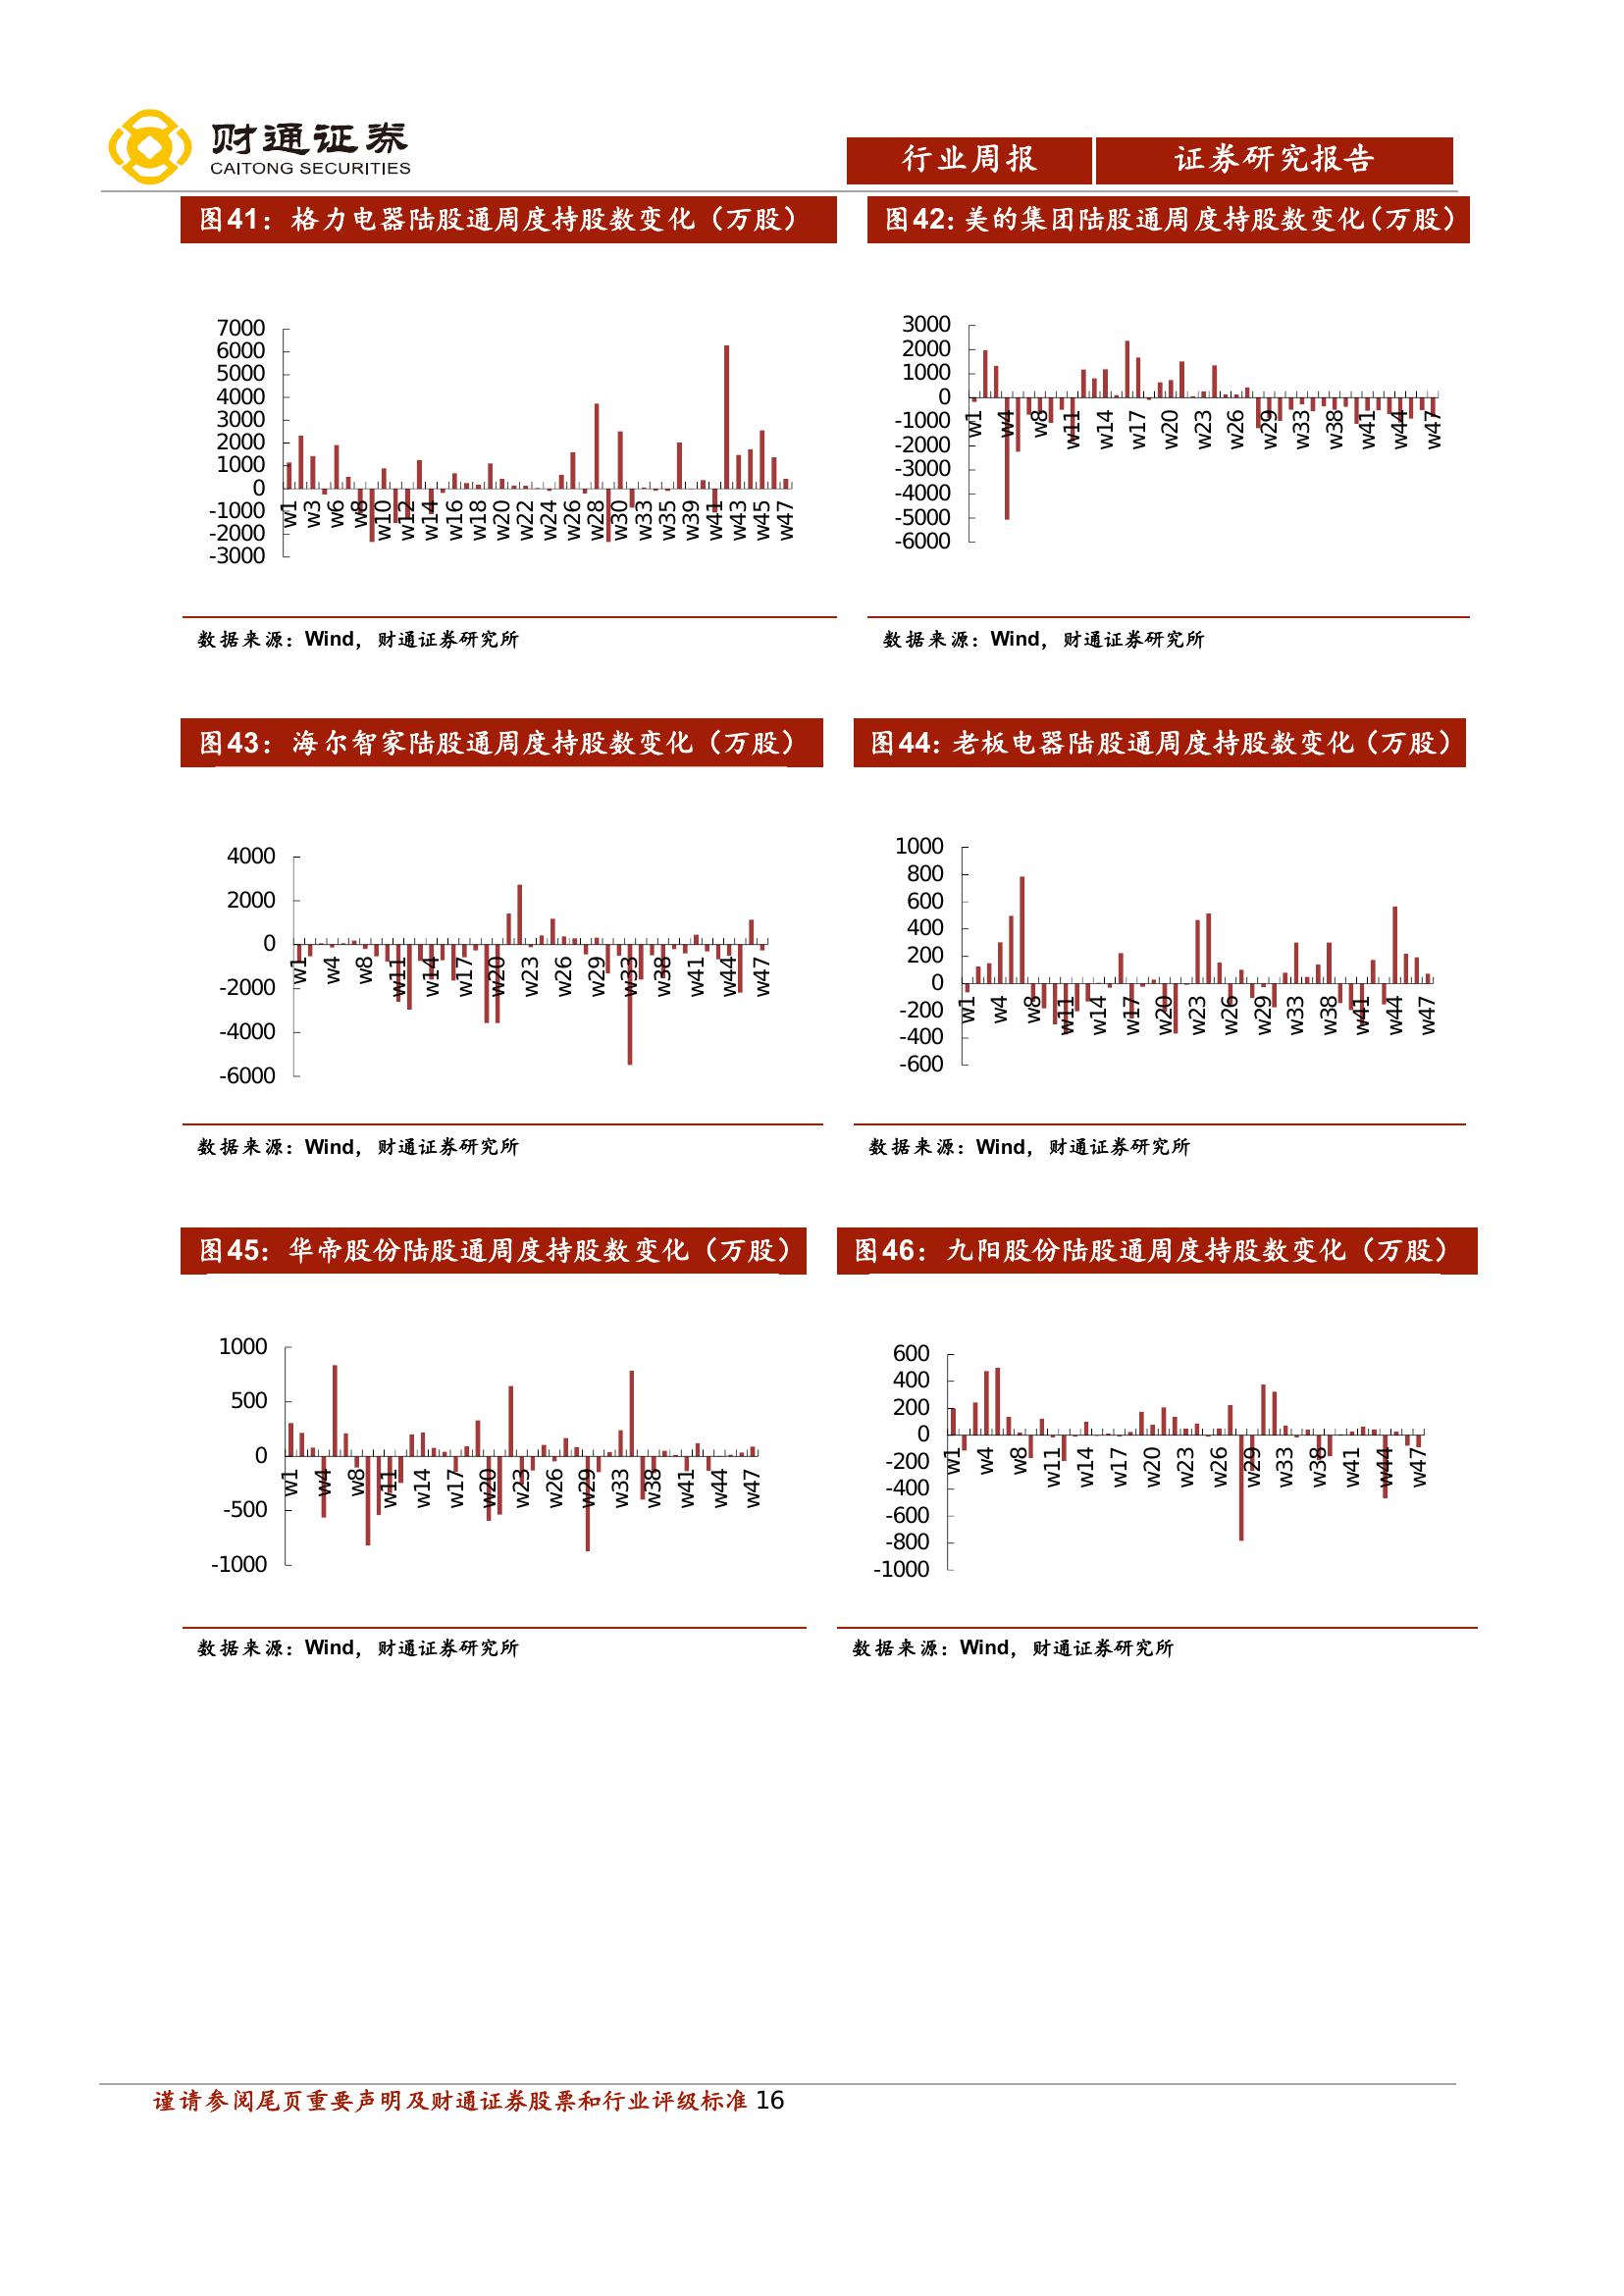 财通证券
CAITONG SECURITIES
行业周报
证券研究报告
图41：格力电器陆股通周度持股数变化（万股）
7000
6000
5000
4000
3000
2000
1000
0
-1000
-2000
-3000
w1 w3 w6 w8 w10 w12 w14 w16 w18 w20 w22 w24 w26 w28 w30 w33 w35 w39 w41 w43 w45 w47
数据来源：Wind，财通证券研究所
图42：美的集团陆股通周度持股数变化（万股）
3000
2000
1000
0
-1000
-2000
-3000
-4000
-5000
-6000
w1 w4 w8 w11 w14 w17 w20 w23 w26 w29 w33 w38 w41 w44 w47
数据来源：Wind，财通证券研究所
图43：海尔智家陆股通周度持股数变化（万股）
4000
2000
0
-2000
-4000
-6000
w1 w4 w8 w11 w14 w17 w20 w23 w26 w29 w33 w38 w41 w44 w47
数据来源：Wind，财通证券研究所
图44：老板电器陆股通周度持股数变化（万股）
1000
800
600
400
200
0
-200
-400
-600
w1 w4 w8 w11 w14 w17 w20 w23 w26 w29 w33 w38 w41 w44 w47
数据来源：Wind，财通证券研究所
图45：华帝股份陆股通周度持股数变化（万股）
1000
500
0
-500
-1000
w1 w4 w8 w11 w14 w17 w20 w23 w26 w29 w33 w38 w41 w44 w47
数据来源：Wind，财通证券研究所
图46：九阳股份陆股通周度持股数变化（万股）
600
400
200
0
-200
-400
-600
-800
-1000
w1 w4 w8 w11 w14 w17 w20 w23 w26 w29 w33 w38 w41 w44 w47
数据来源：Wind，财通证券研究所
谨请参阅尾页重要声明及财通证券股票和行业评级标准 16